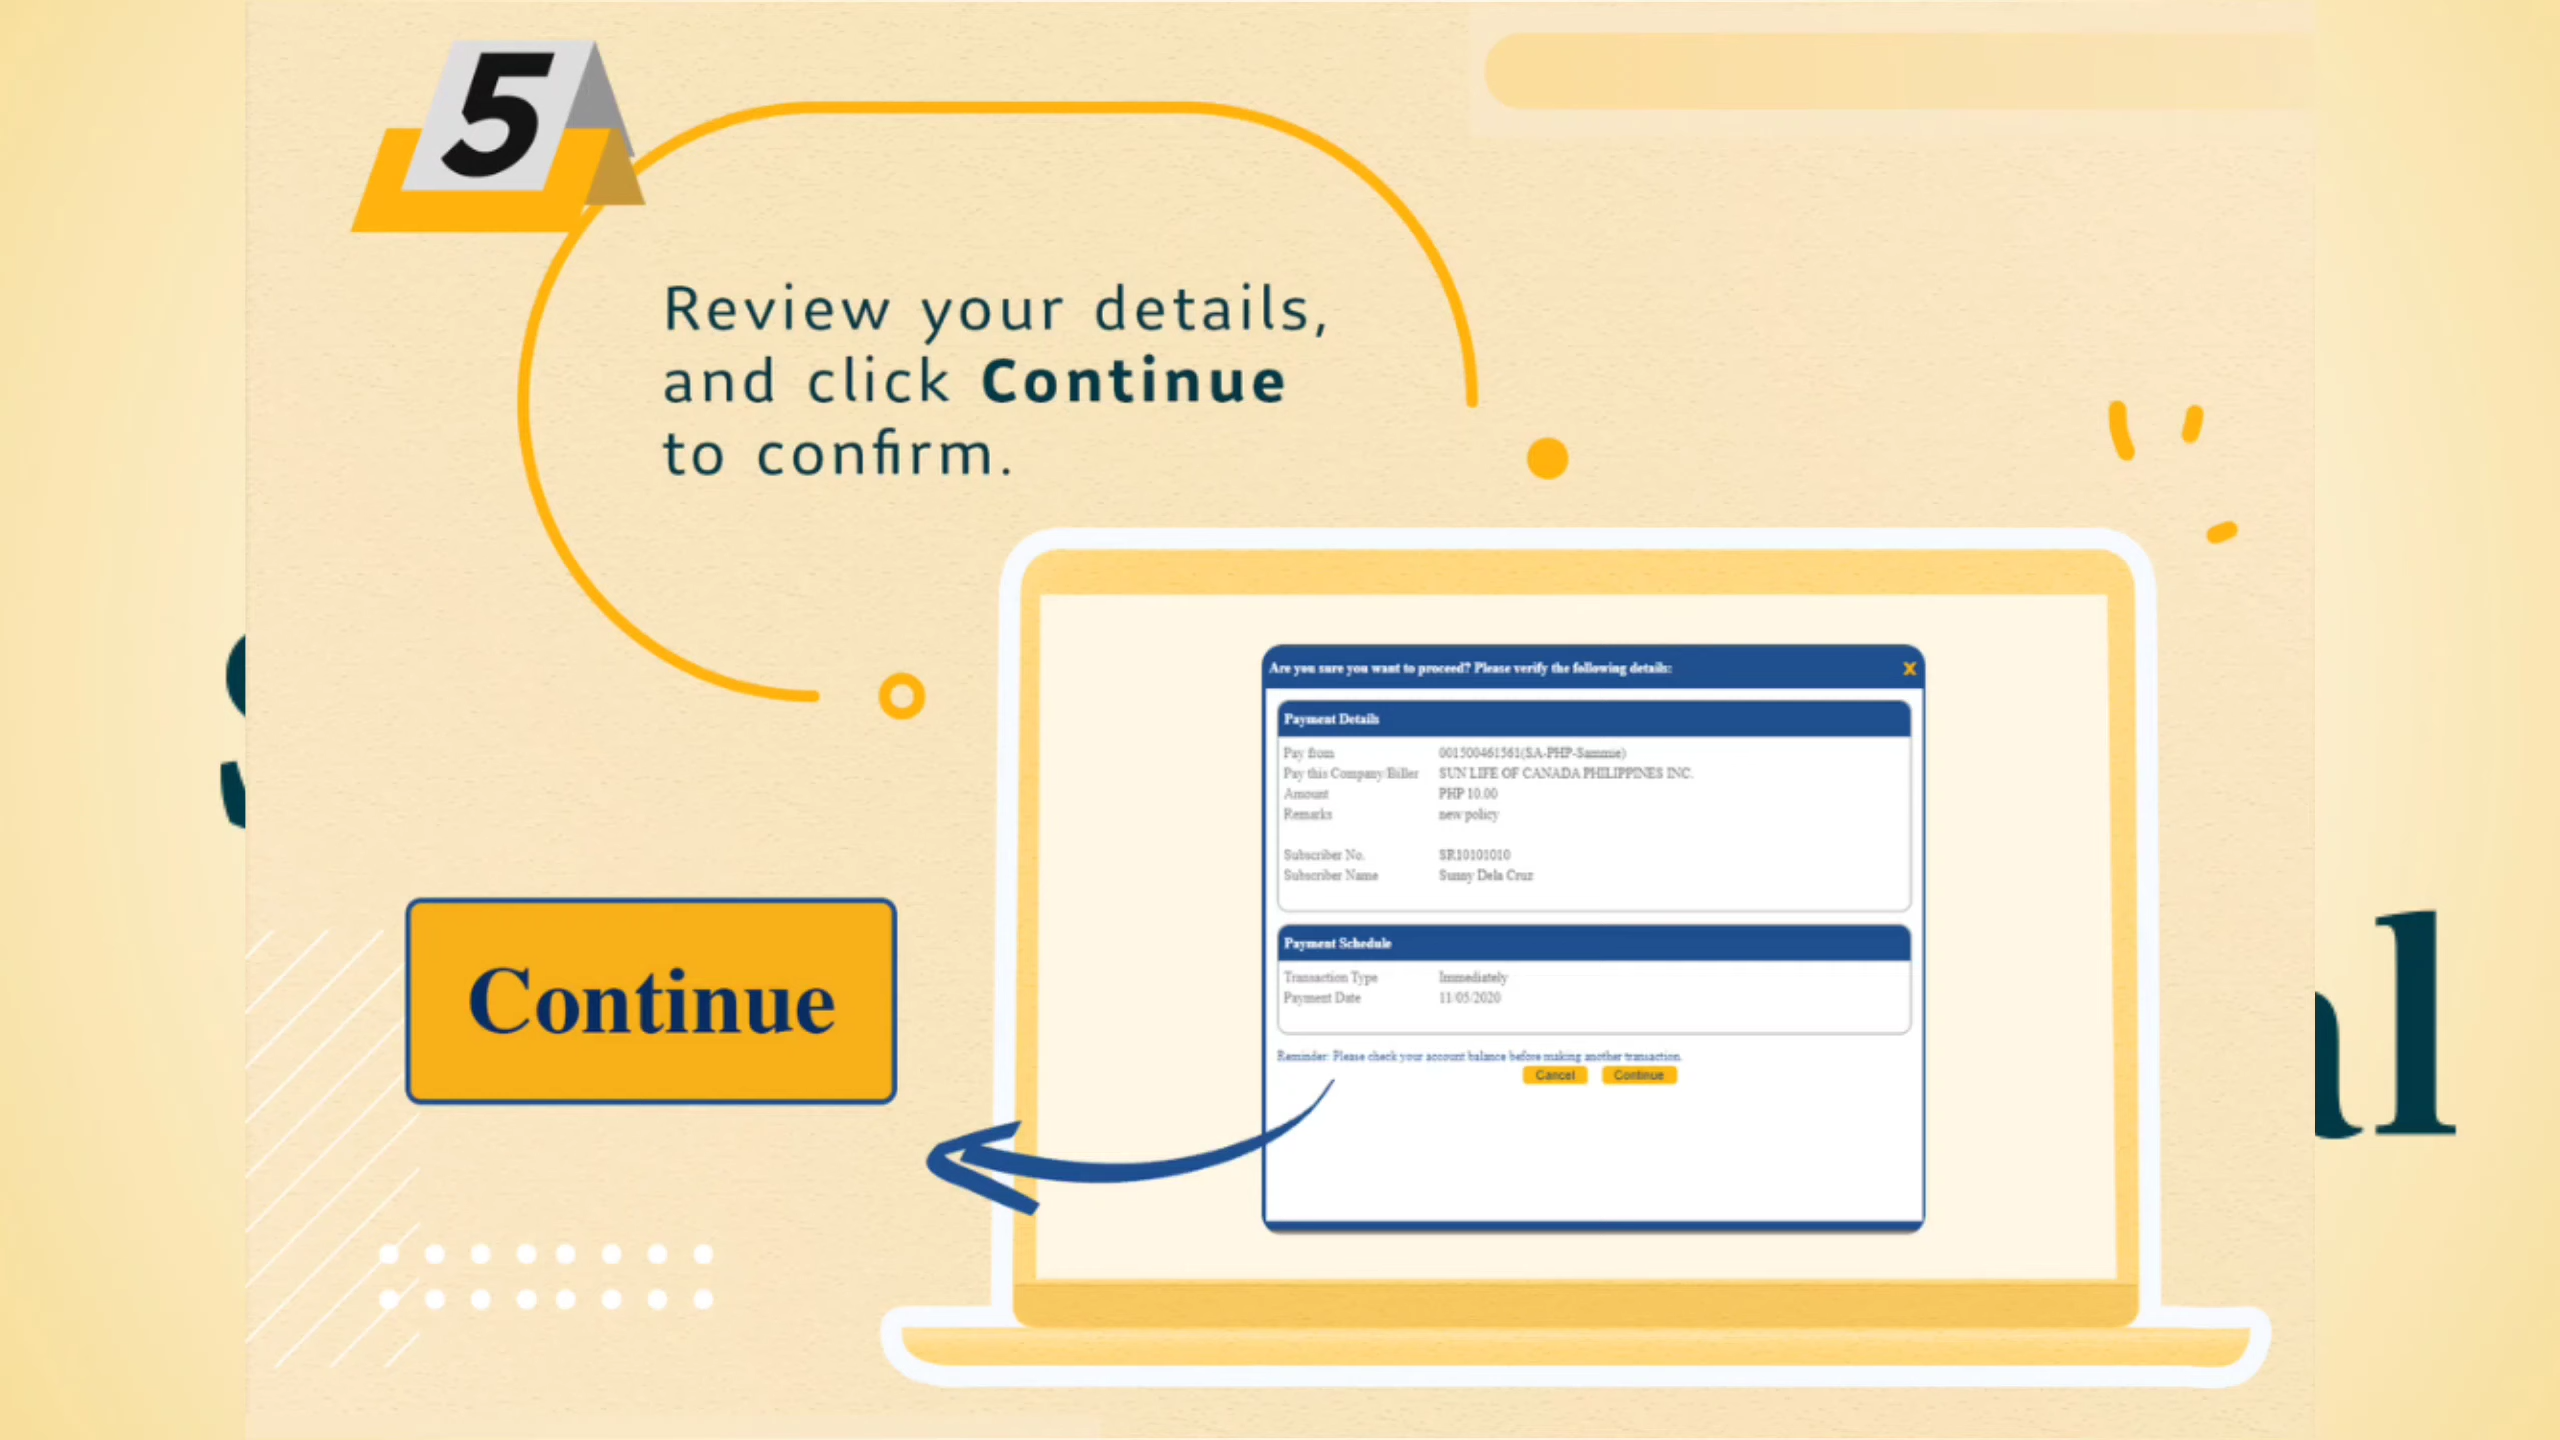 5
Review your details,
and click Continue
to confirm.
Are you sure you want to proceed? Please verify the following details:
X
Payment Details
Pay from 001500461561(SA-PHP-Sammie)
Pay this Company/Biller SUN LIFE OF CANADA PHILIPPINES INC.
Amount PHP 10.00
Remarks new policy
Subscriber No. SR10101010
Subscriber Name Sunny Dela Cruz
Payment Schedule
Transaction Type Immediately
Payment Date 11/05/2020
Reminder: Please check your account balance before making another transaction.
Cancel Continue
Continue
al